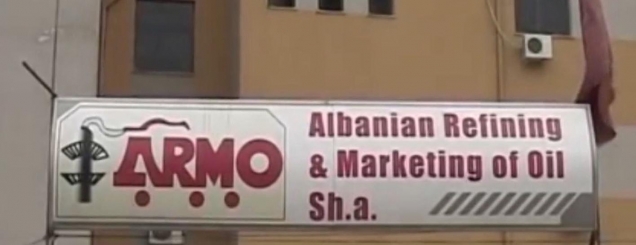 ARMO
Albanian Refining
& Marketing of Oil
Sh.a.